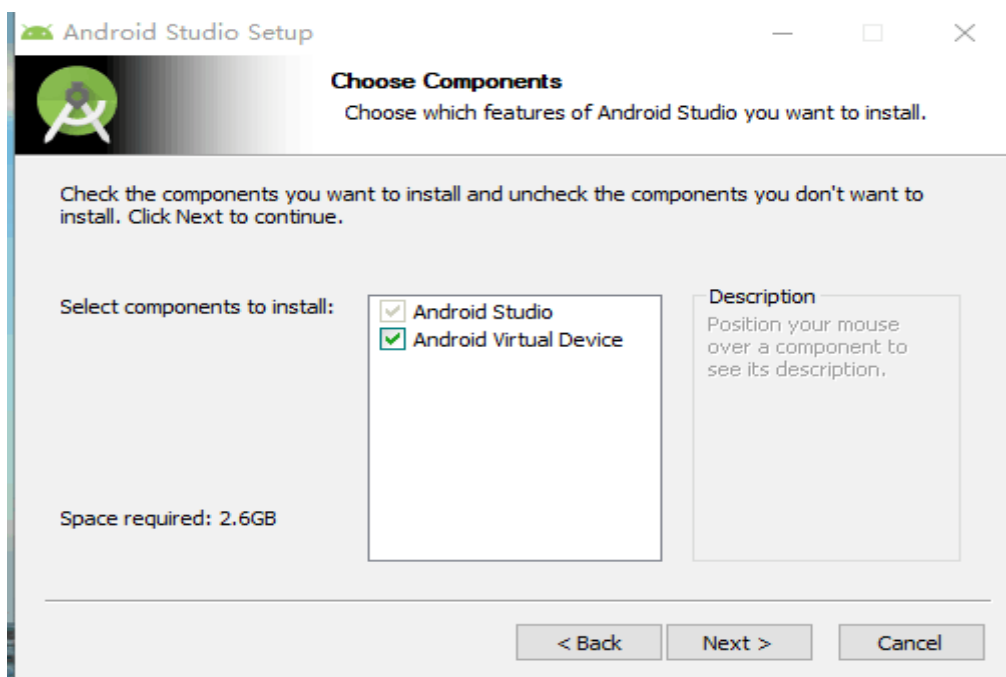 Android Studio Setup
Choose Components
Choose which features of Android Studio you want to install.
Check the components you want to install and uncheck the components you don't want to
install. Click Next to continue.
Select components to install:
Android Studio
Android Virtual Device
Description
Position your mouse
over a component to
see its description.
Space required: 2.6GB
< Back
Next >
Cancel